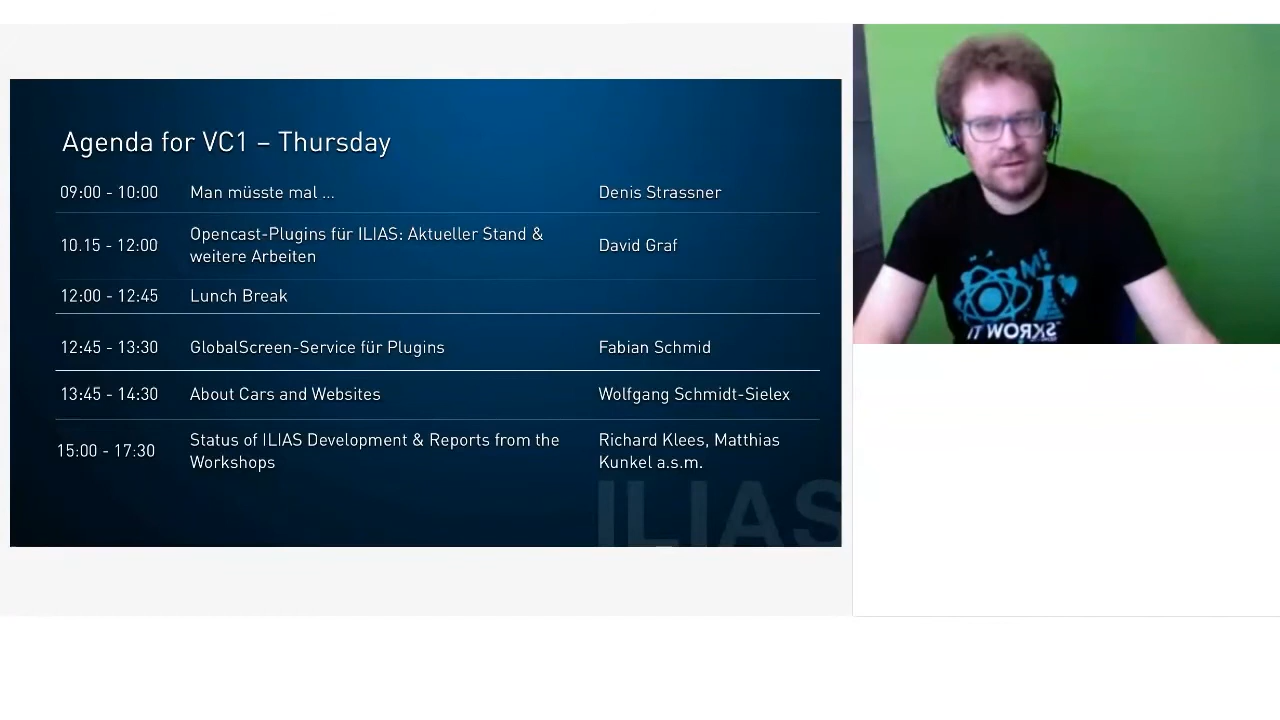 Agenda for VC1 – Thursday
09:00 - 10:00 Man müsste mal ... Denis Strassner
10.15 - 12:00 Opencast-Plugins für ILIAS: Aktueller Stand & weitere Arbeiten David Graf
12:00 - 12:45 Lunch Break
12:45 - 13:30 GlobalScreen-Service für Plugins Fabian Schmid
13:45 - 14:30 About Cars and Websites Wolfgang Schmidt-Sielex
15:00 - 17:30 Status of ILIAS Development & Reports from the Workshops Richard Klees, Matthias Kunkel a.s.m.
ILIAS
IT WORKS